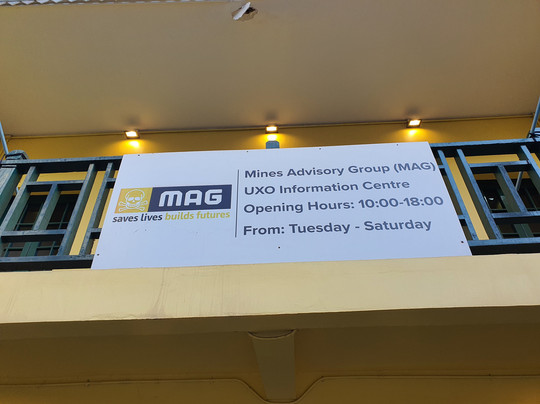 MAG
saves lives builds futures
Mines Advisory Group (MAG)
UXO Information Centre
Opening Hours: 10:00-18:00
From: Tuesday - Saturday